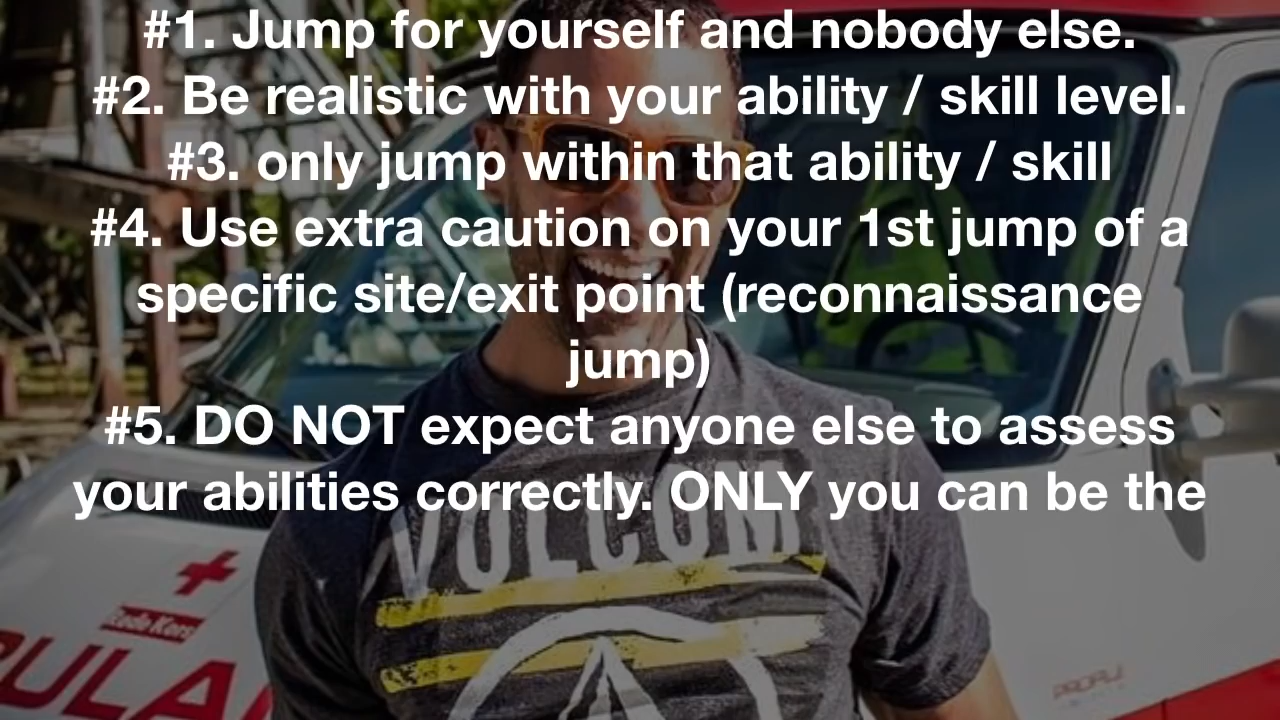 #1. Jump for yourself and nobody else.
#2. Be realistic with your ability / skill level.
#3. only jump within that ability / skill
#4. Use extra caution on your 1st jump of a
specific site/exit point (reconnaissance
jump)
#5. DO NOT expect anyone else to assess
your abilities correctly. ONLY you can be the
VOLCOM